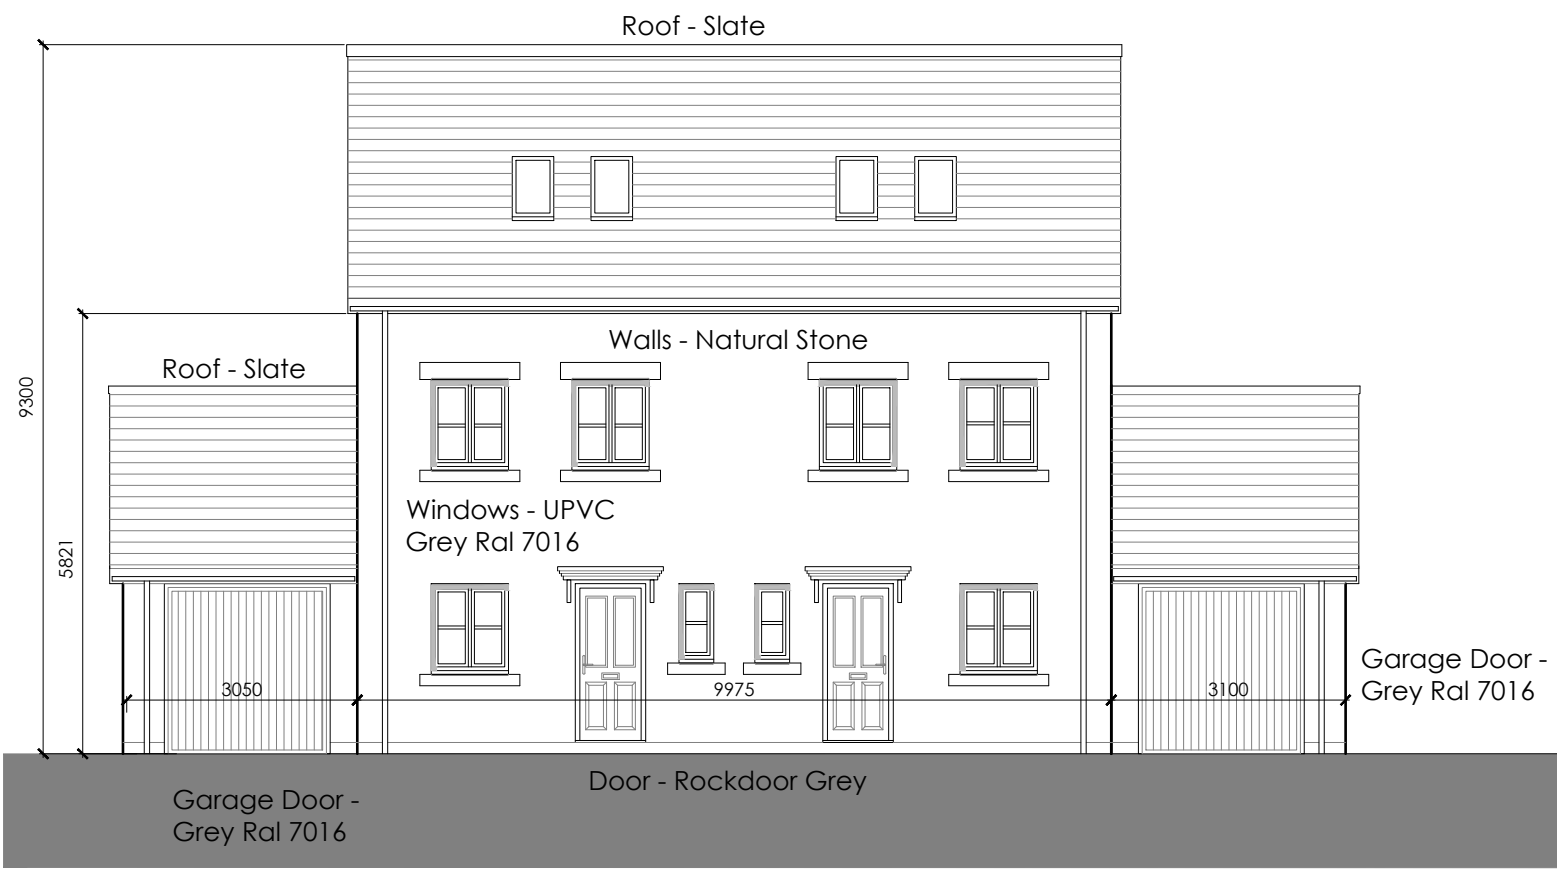 Roof - Slate
Walls - Natural Stone
Roof - Slate
9300
Windows - UPVC
Grey Ral 7016
5821
3050
9975
3100
Garage Door -
Grey Ral 7016
Door - Rockdoor Grey
Garage Door -
Grey Ral 7016